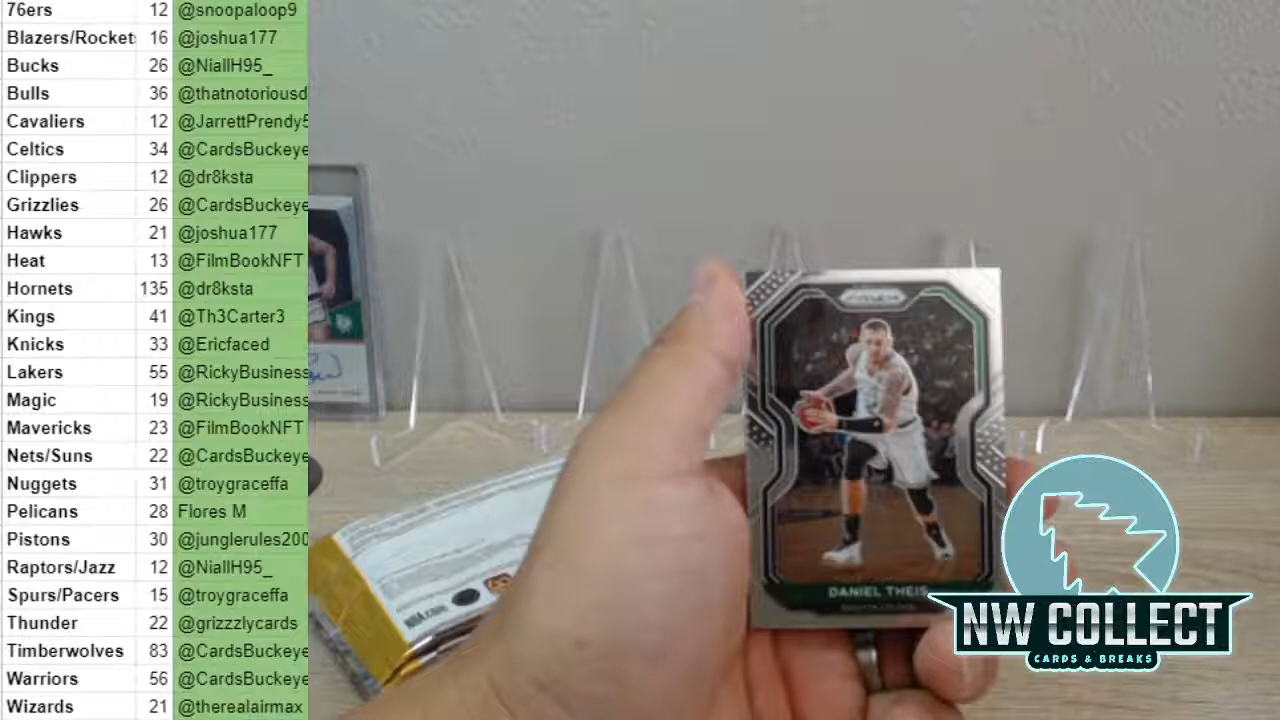 76ers 12 @snoopaloop9
Blazers/Rocket 16 @joshua177
Bucks 26 @NiallH95_
Bulls 36 @thatnotoriousd
Cavaliers 12 @JarrettPrendy5
Celtics 34 @CardsBuckeye
Clippers 12 @dr8ksta
Grizzlies 26 @CardsBuckeye
Hawks 21 @joshua177
Heat 13 @FilmBookNFT
Hornets 135 @dr8ksta
Kings 41 @Th3Carter3
Knicks 33 @Ericfaced
Lakers 55 @RickyBusiness
Magic 19 @RickyBusiness
Mavericks 23 @FilmBookNFT
Nets/Suns 22 @CardsBuckeye
Nuggets 31 @troygraceffa
Pelicans 28 Flores M
Pistons 30 @junglerules200
Raptors/Jazz 12 @NiallH95_
Spurs/Pacers 15 @troygraceffa
Thunder 22 @grizzzlycards
Timberwolves 83 @CardsBuckeye
Warriors 56 @CardsBuckeye
Wizards 21 @therealairmax
PRIZM
DANIEL THEIS
NBA.com
NW COLLECT
CARDS & BREAKS